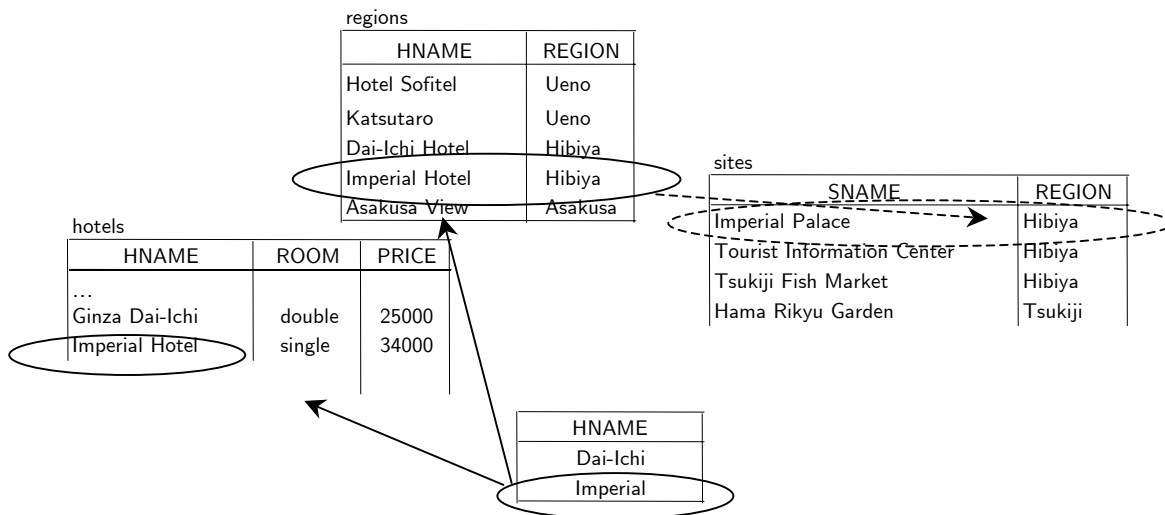 regions
HNAME REGION
Hotel Sofitel Ueno
Katsutaro Ueno
Dai-Ichi Hotel Hibiya
Imperial Hotel Hibiya
Asakusa View Asakusa
sites
SNAME REGION
Imperial Palace Hibiya
Tourist Information Center Hibiya
Tsukiji Fish Market Hibiya
Hama Rikyu Garden Tsukiji
hotels
HNAME ROOM PRICE
...
Ginza Dai-Ichi double 25000
Imperial Hotel single 34000
HNAME
Dai-Ichi
Imperial